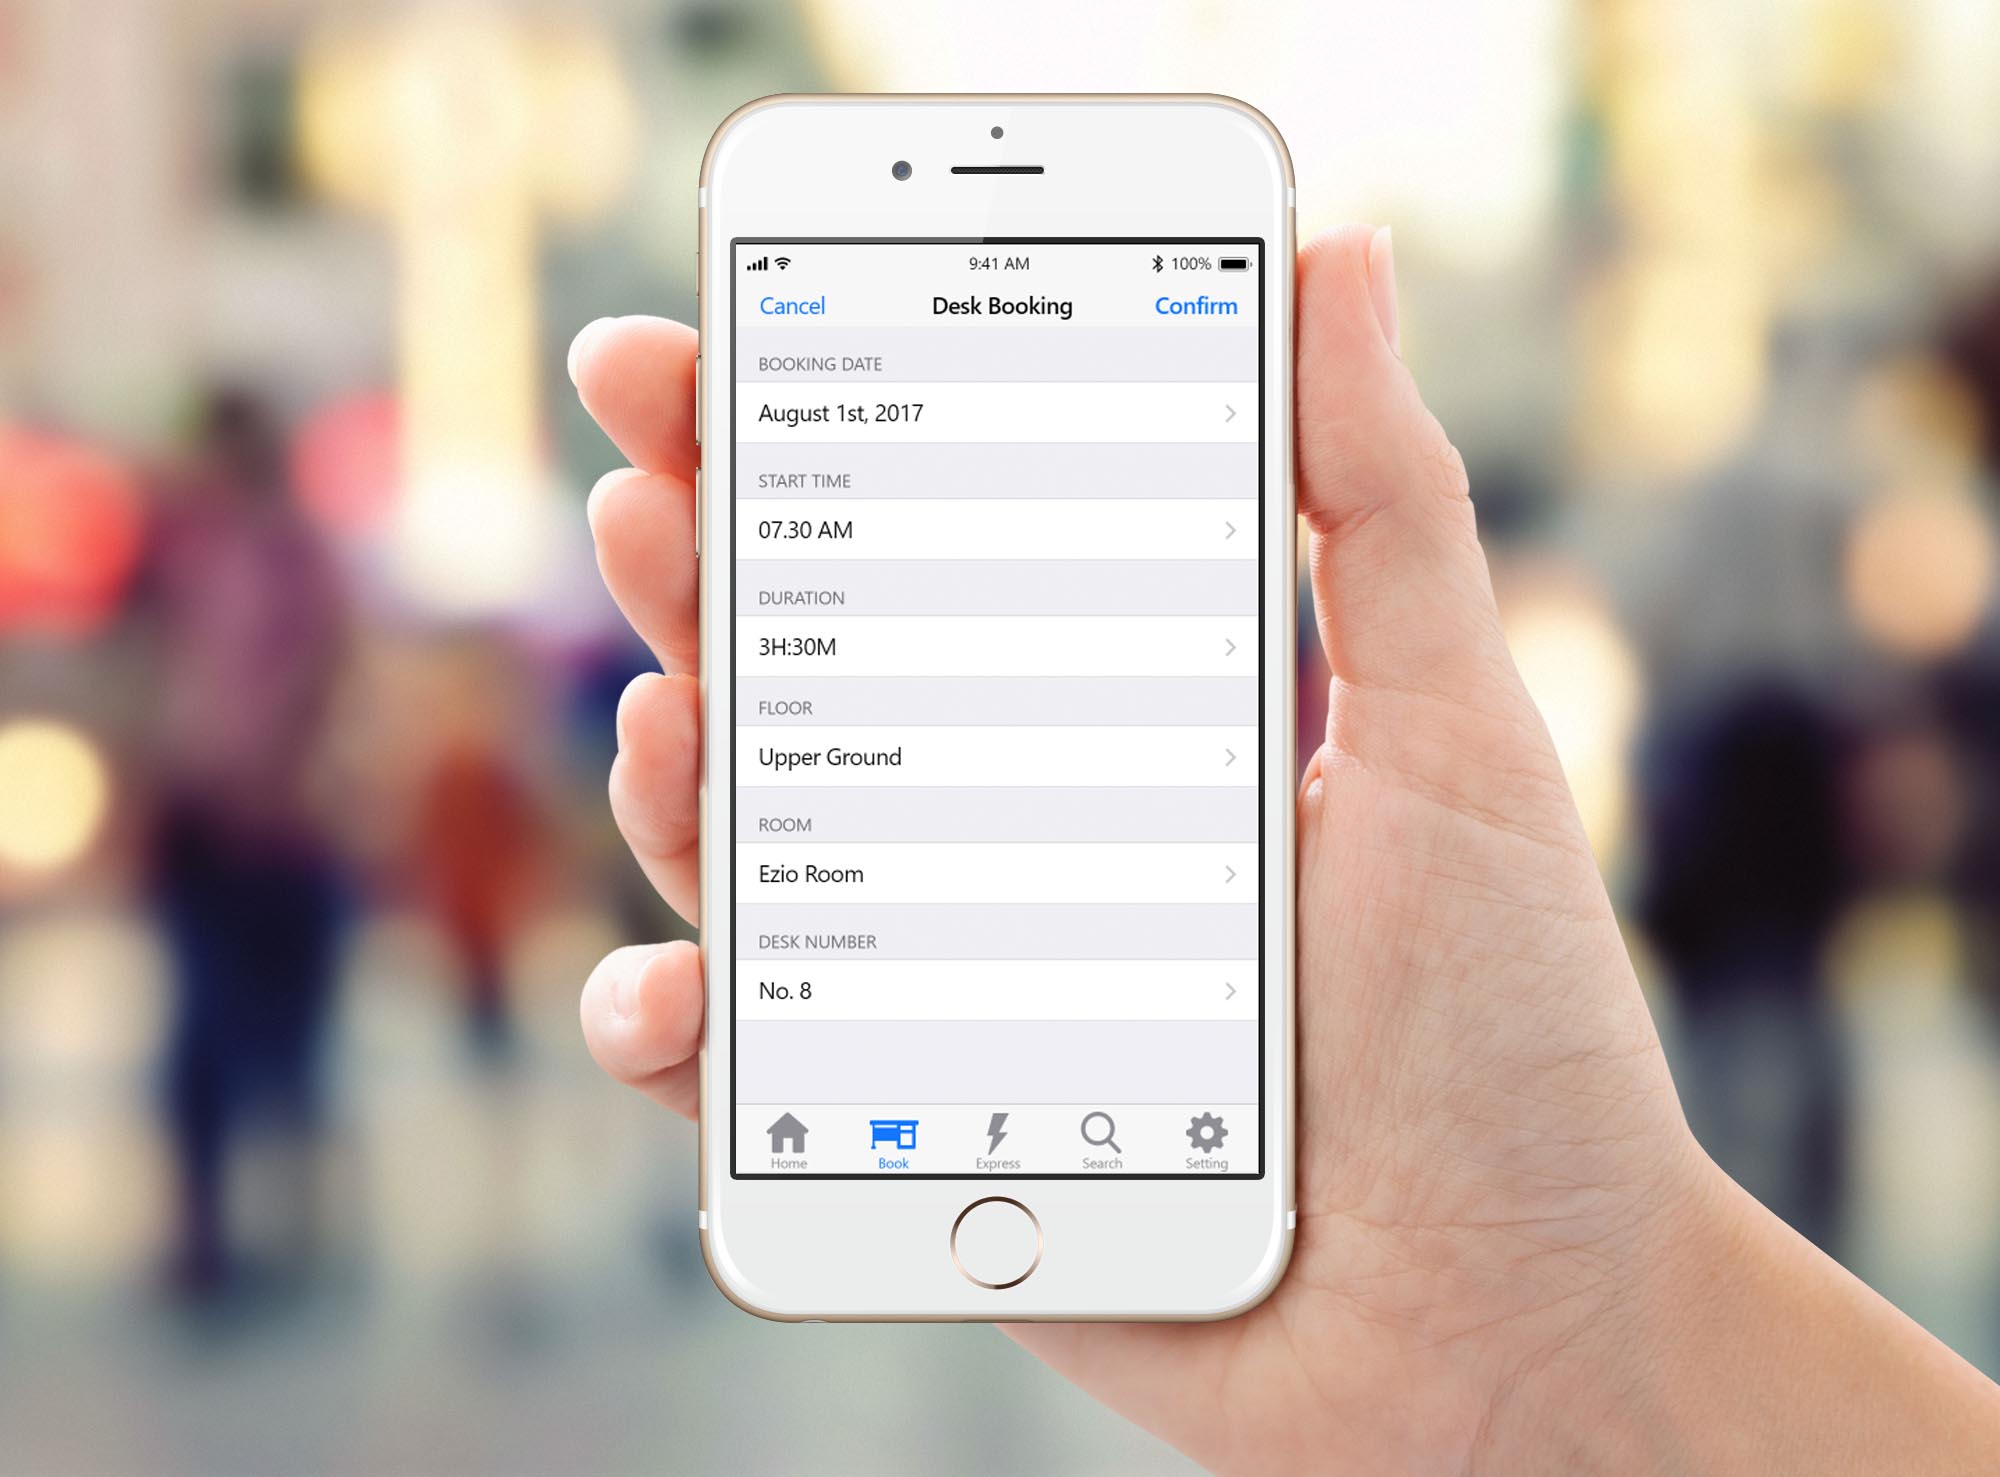 9:41 AM 100%
Cancel Desk Booking Confirm
BOOKING DATE
August 1st, 2017
START TIME
07.30 AM
DURATION
3H:30M
FLOOR
Upper Ground
ROOM
Ezio Room
DESK NUMBER
No. 8
Home Book Express Search Setting